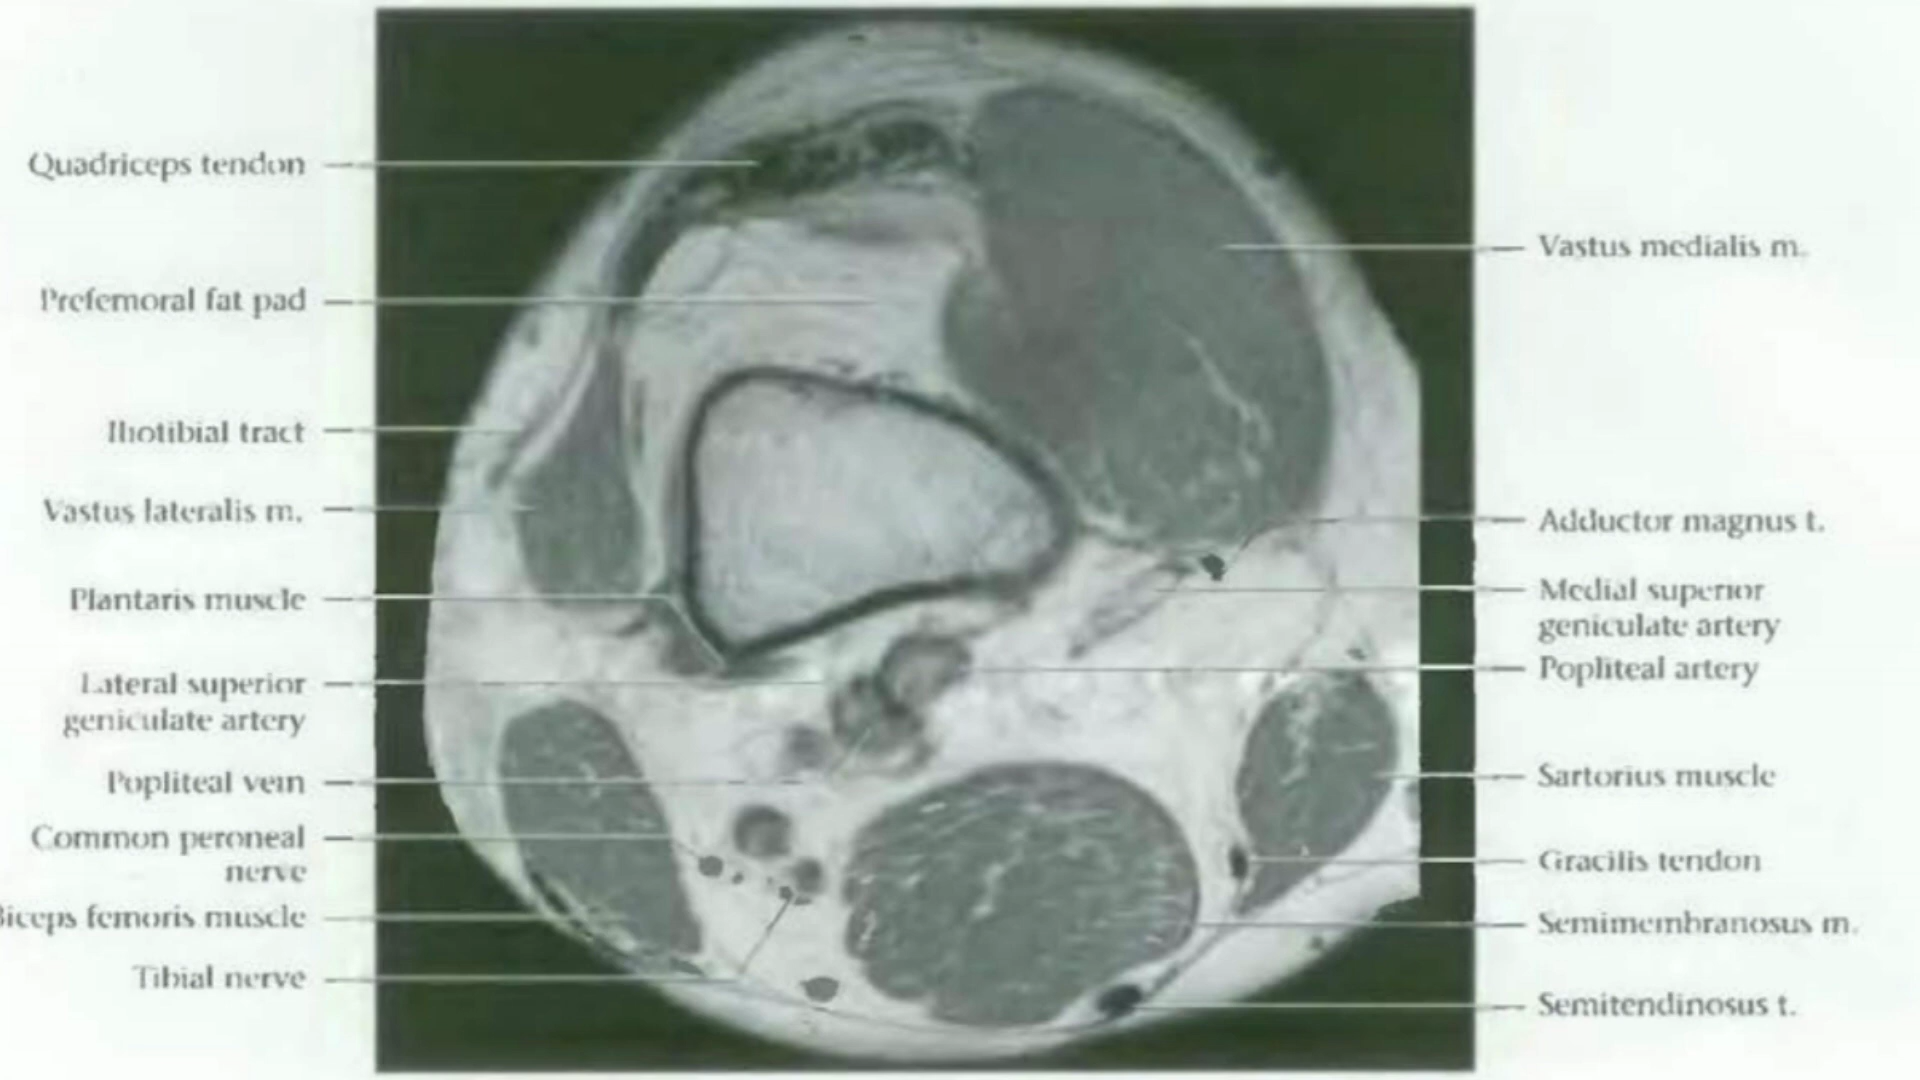 Quadriceps tendon
Prefemoral fat pad
Iliotibial tract
Vastus lateralis m.
Plantaris muscle
Lateral superior
geniculate artery
Popliteal vein
Common peroneal
nerve
Biceps femoris muscle
Tibial nerve
Vastus medialis m.
Adductor magnus t.
Medial superior
geniculate artery
Popliteal artery
Sartorius muscle
Gracilis tendon
Semimembranosus m.
Semitendinosus t.